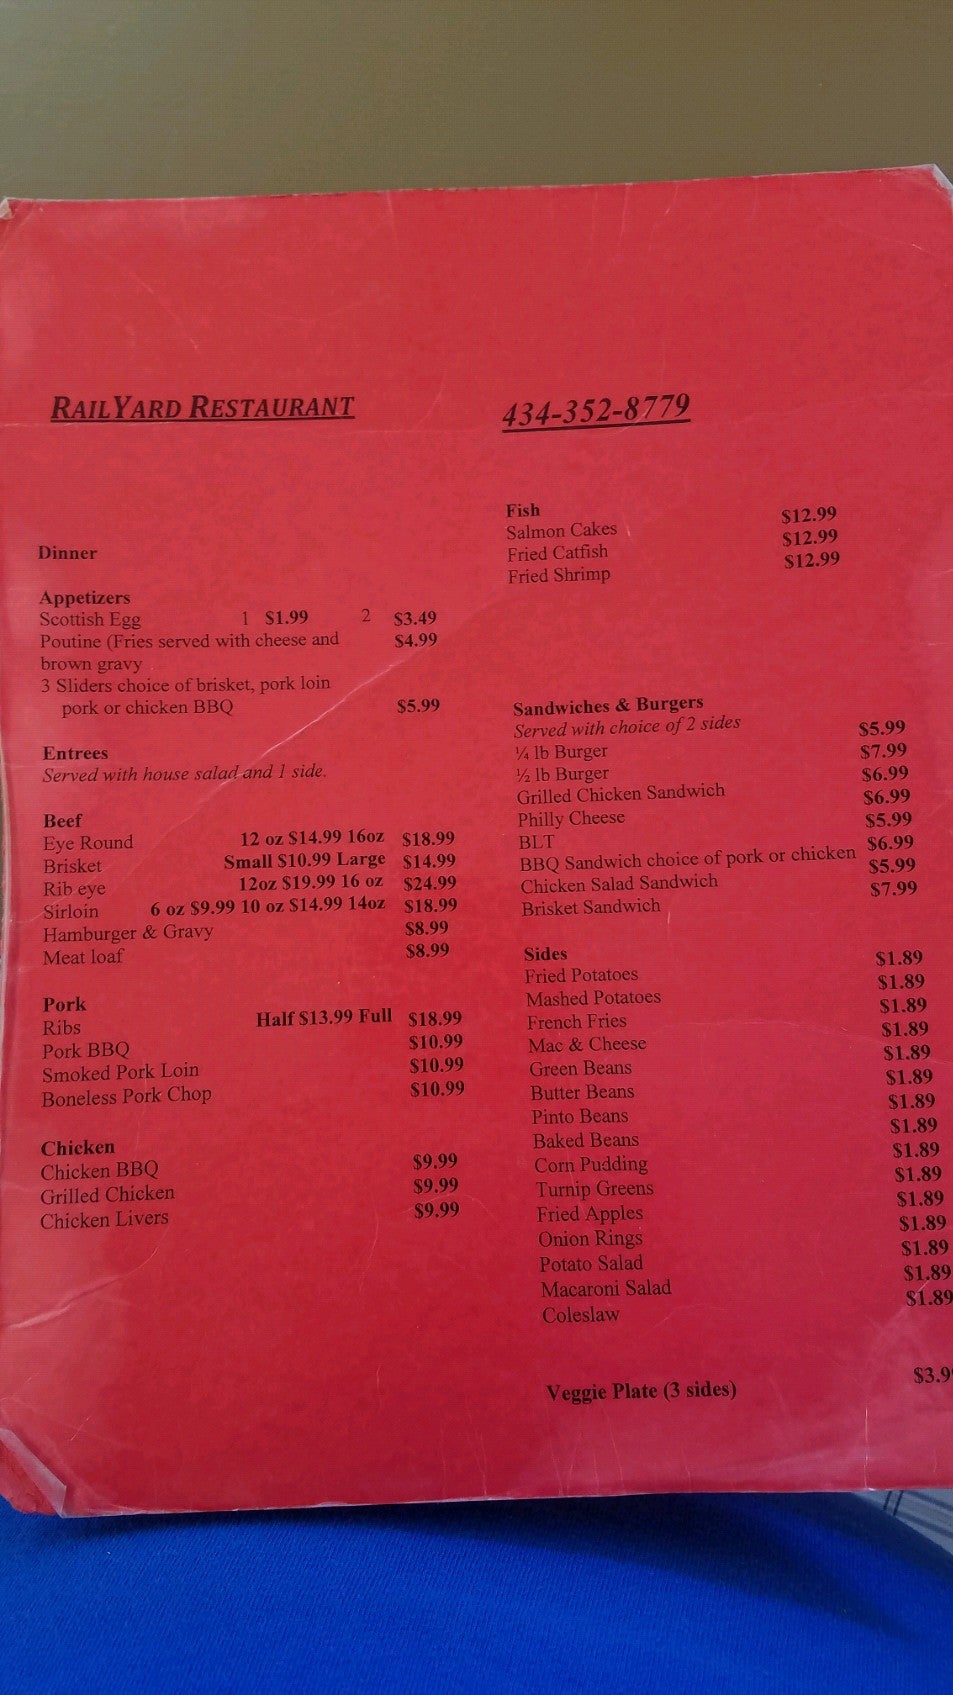 RAILYARD RESTAURANT
434-352-8779
Dinner
Appetizers
Scottish Egg 1 $1.99 2 $3.49
Poutine (Fries served with cheese and $4.99
brown gravy
3 Sliders choice of brisket, pork loin
pork or chicken BBQ $5.99
Entrees
Served with house salad and 1 side.
Beef
Eye Round 12 oz $14.99 16oz $18.99
Brisket Small $10.99 Large $14.99
Rib eye 12oz $19.99 16 oz $24.99
Sirloin 6 oz $9.99 10 oz $14.99 14oz $18.99
Hamburger & Gravy $8.99
Meat loaf $8.99
Pork
Ribs Half $13.99 Full $18.99
Pork BBQ $10.99
Smoked Pork Loin $10.99
Boneless Pork Chop $10.99
Chicken
Chicken BBQ $9.99
Grilled Chicken $9.99
Chicken Livers $9.99
Fish
Salmon Cakes $12.99
Fried Catfish $12.99
Fried Shrimp $12.99
Sandwiches & Burgers
Served with choice of 2 sides
¼ lb Burger $5.99
½ lb Burger $7.99
Grilled Chicken Sandwich $6.99
Philly Cheese $6.99
BLT $5.99
BBQ Sandwich choice of pork or chicken $6.99
Chicken Salad Sandwich $5.99
Brisket Sandwich $7.99
Sides
Fried Potatoes $1.89
Mashed Potatoes $1.89
French Fries $1.89
Mac & Cheese $1.89
Green Beans $1.89
Butter Beans $1.89
Pinto Beans $1.89
Baked Beans $1.89
Corn Pudding $1.89
Turnip Greens $1.89
Fried Apples $1.89
Onion Rings $1.89
Potato Salad $1.89
Macaroni Salad $1.89
Coleslaw $1.89
Veggie Plate (3 sides)